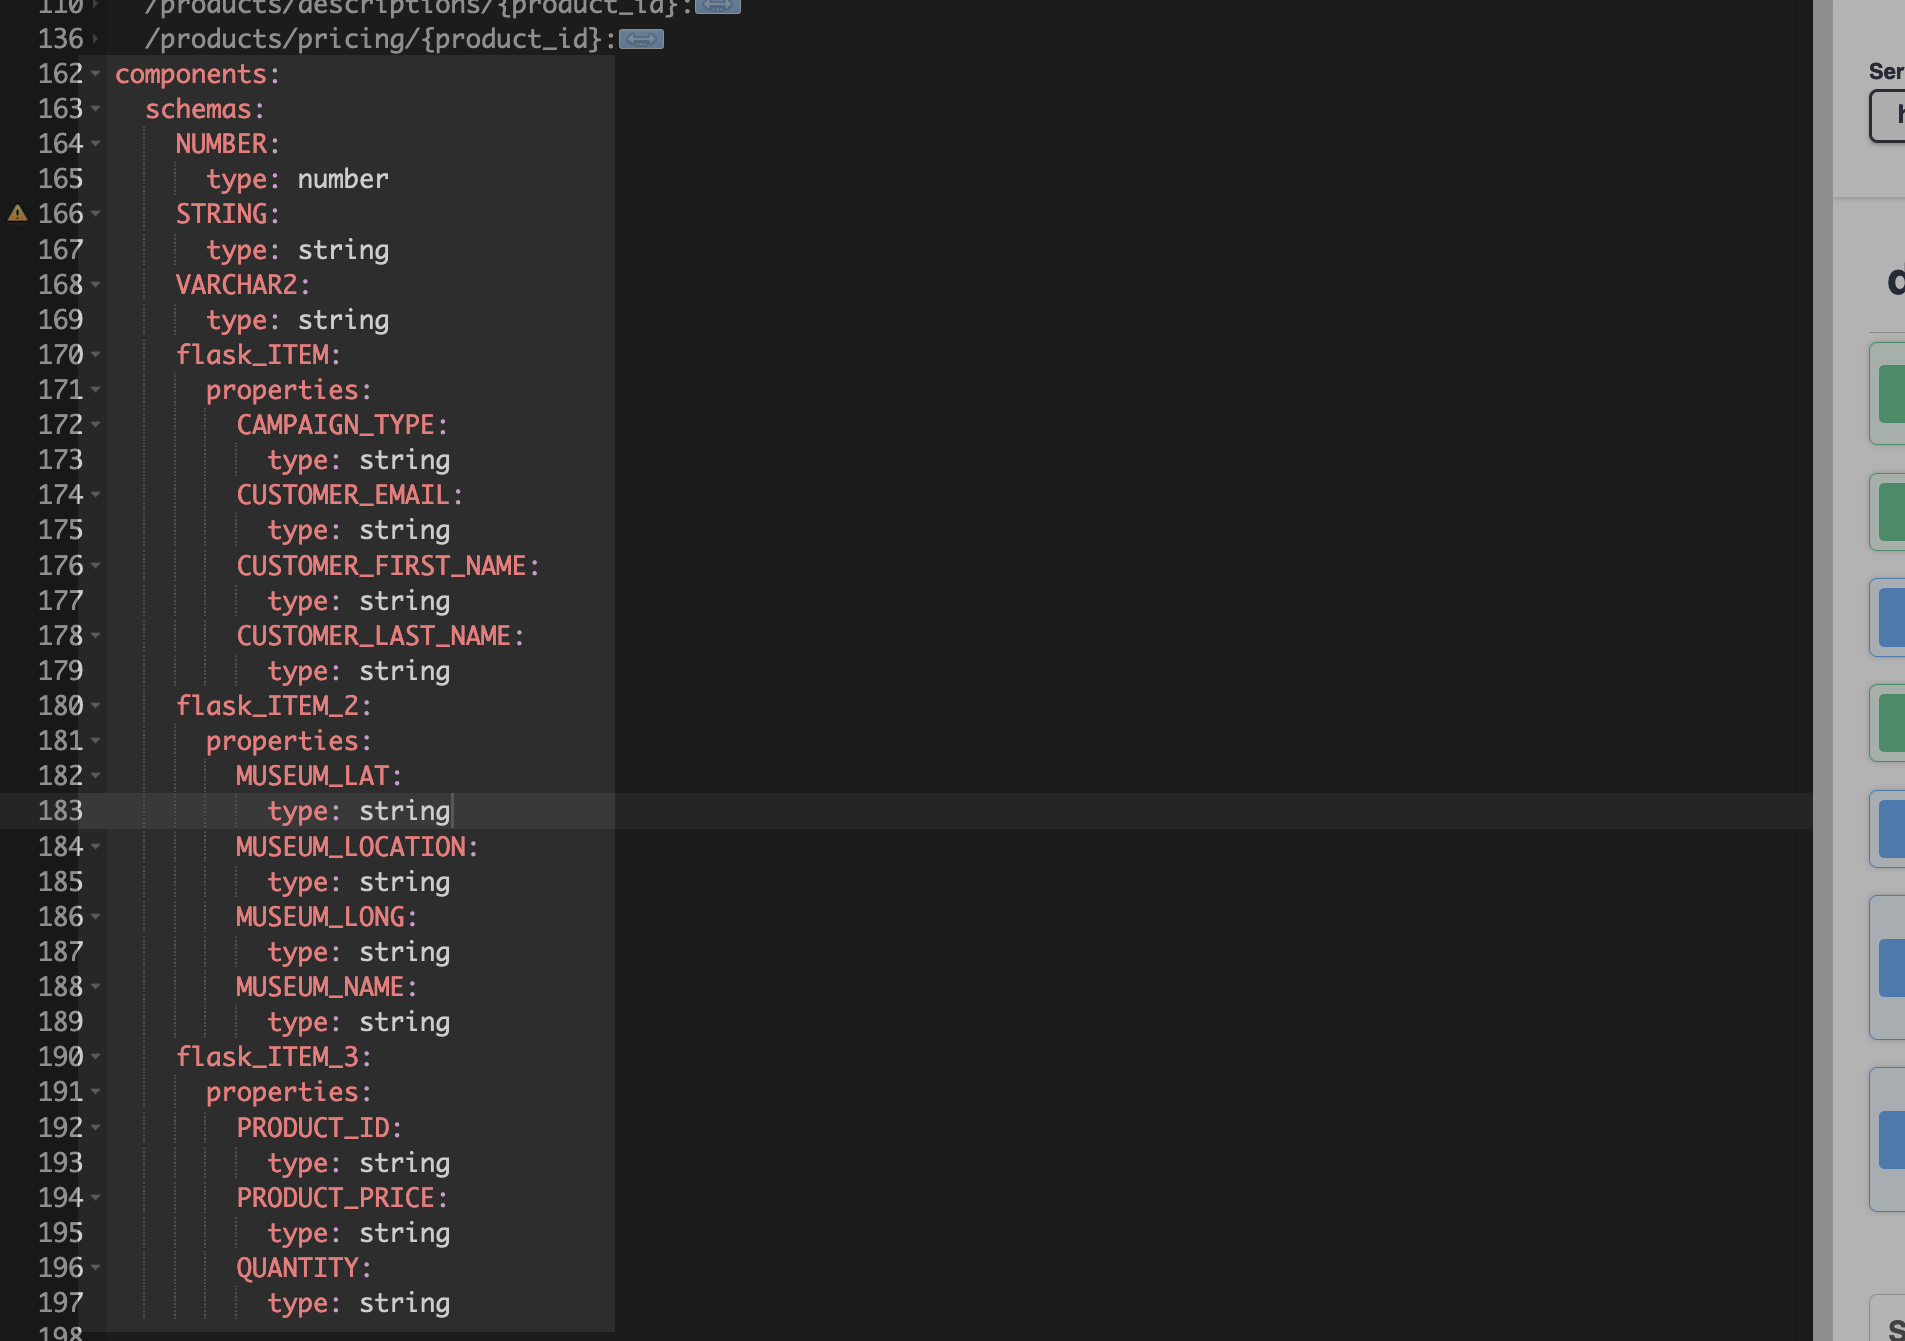 110 /products/descriptions/{product_id}:
136 /products/pricing/{product_id}:
162 components:
163 schemas:
164 NUMBER:
165 type: number
166 STRING:
167 type: string
168 VARCHAR2:
169 type: string
170 flask_ITEM:
171 properties:
172 CAMPAIGN_TYPE:
173 type: string
174 CUSTOMER_EMAIL:
175 type: string
176 CUSTOMER_FIRST_NAME:
177 type: string
178 CUSTOMER_LAST_NAME:
179 type: string
180 flask_ITEM_2:
181 properties:
182 MUSEUM_LAT:
183 type: string
184 MUSEUM_LOCATION:
185 type: string
186 MUSEUM_LONG:
187 type: string
188 MUSEUM_NAME:
189 type: string
190 flask_ITEM_3:
191 properties:
192 PRODUCT_ID:
193 type: string
194 PRODUCT_PRICE:
195 type: string
196 QUANTITY:
197 type: string
198
Ser